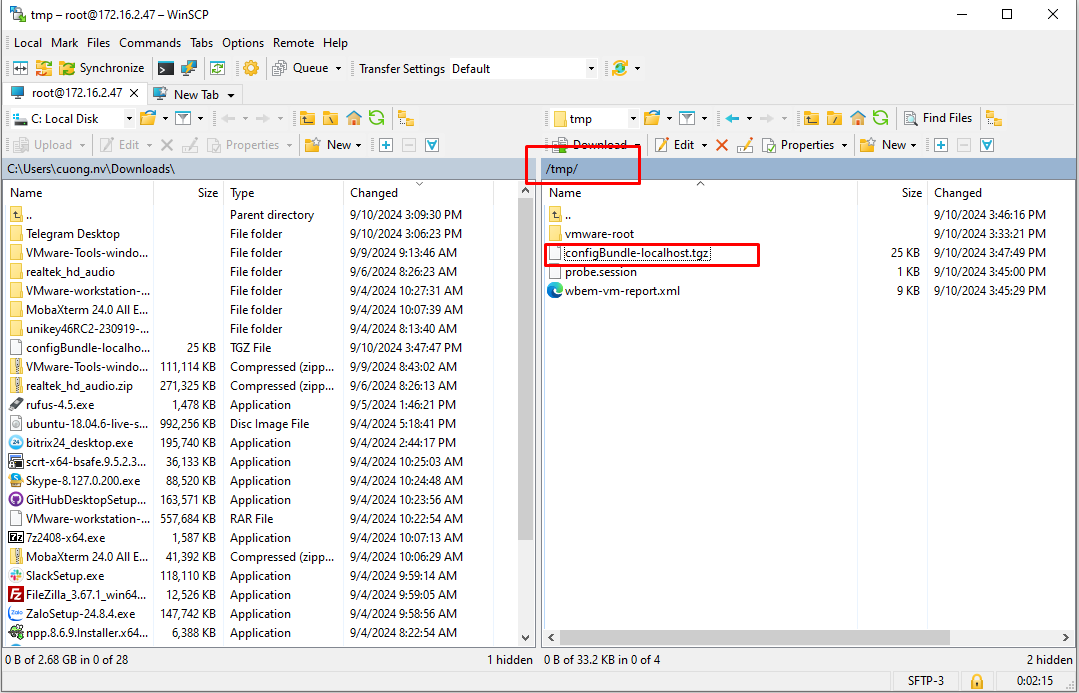 tmp – root@172.16.2.47 – WinSCP
Local Mark Files Commands Tabs Options Remote Help
Synchronize Queue Transfer Settings Default
root@172.16.2.47 New Tab
C: Local Disk tmp Find Files
Upload Edit Properties New Download Edit Properties New
C:\Users\cuong.nv\Downloads\ /tmp/
Name Size Type Changed Name Size Changed
.. Parent directory 9/10/2024 3:09:30 PM .. 9/10/2024 3:46:16 PM
Telegram Desktop File folder 9/10/2024 3:06:23 PM vmware-root 9/10/2024 3:33:21 PM
VMware-Tools-windo... File folder 9/9/2024 9:13:46 AM configBundle-localhost.tgz 25 KB 9/10/2024 3:47:49 PM
realtek_hd_audio File folder 9/6/2024 8:26:23 AM probe.session 1 KB 9/10/2024 3:45:00 PM
VMware-workstation-... File folder 9/4/2024 10:27:31 AM wbem-vm-report.xml 9 KB 9/10/2024 3:45:29 PM
MobaXterm 24.0 All E... File folder 9/4/2024 10:07:39 AM
unikey46RC2-230919-... File folder 9/4/2024 8:13:40 AM
configBundle-localho... 25 KB TGZ File 9/10/2024 3:47:47 PM
VMware-Tools-windo... 111,114 KB Compressed (zipp... 9/9/2024 8:43:02 AM
realtek_hd_audio.zip 271,325 KB Compressed (zipp... 9/6/2024 8:26:13 AM
rufus-4.5.exe 1,478 KB Application 9/5/2024 1:46:21 PM
ubuntu-18.04.6-live-s... 992,256 KB Disc Image File 9/4/2024 5:18:41 PM
bitrix24_desktop.exe 195,740 KB Application 9/4/2024 2:44:17 PM
scrt-x64-bsafe.9.5.2.3... 36,133 KB Application 9/4/2024 10:25:03 AM
Skype-8.127.0.200.exe 88,520 KB Application 9/4/2024 10:24:48 AM
GitHubDesktopSetup... 163,571 KB Application 9/4/2024 10:23:56 AM
VMware-workstation-... 557,684 KB RAR File 9/4/2024 10:22:54 AM
7z2408-x64.exe 1,587 KB Application 9/4/2024 10:07:13 AM
MobaXterm 24.0 All E... 41,392 KB Compressed (zipp... 9/4/2024 10:06:29 AM
SlackSetup.exe 118,110 KB Application 9/4/2024 9:59:14 AM
FileZilla_3.67.1_win64... 12,526 KB Application 9/4/2024 9:59:05 AM
ZaloSetup-24.8.4.exe 147,742 KB Application 9/4/2024 9:58:56 AM
npp.8.6.9.Installer.x64... 6,388 KB Application 9/4/2024 8:22:54 AM
0 B of 2.68 GB in 0 of 28 1 hidden 0 B of 33.2 KB in 0 of 4 2 hidden
SFTP-3 0:02:15